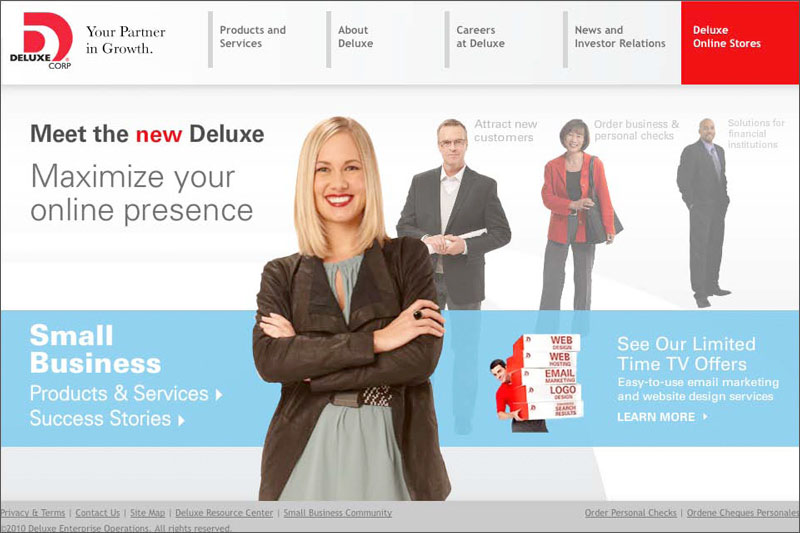 DELUXE
CORP
Your Partner
in Growth.
Products and
Services
About
Deluxe
Careers
at Deluxe
News and
Investor Relations
Deluxe
Online Stores
Meet the new Deluxe
Maximize your
online presence
Attract new
customers
Order business &
personal checks
Solutions for
financial
institutions
Small
Business
Products & Services
Success Stories
WEB
DESIGN
WEB
HOSTING
EMAIL
MARKETING
LOGO
DESIGN
SEARCH
RESULTS
See Our Limited
Time TV Offers
Easy-to-use email marketing
and website design services
LEARN MORE
Privacy & Terms | Contact Us | Site Map | Deluxe Resource Center | Small Business Community
Order Personal Checks | Ordene Cheques Personales
©2010 Deluxe Enterprise Operations. All rights reserved.